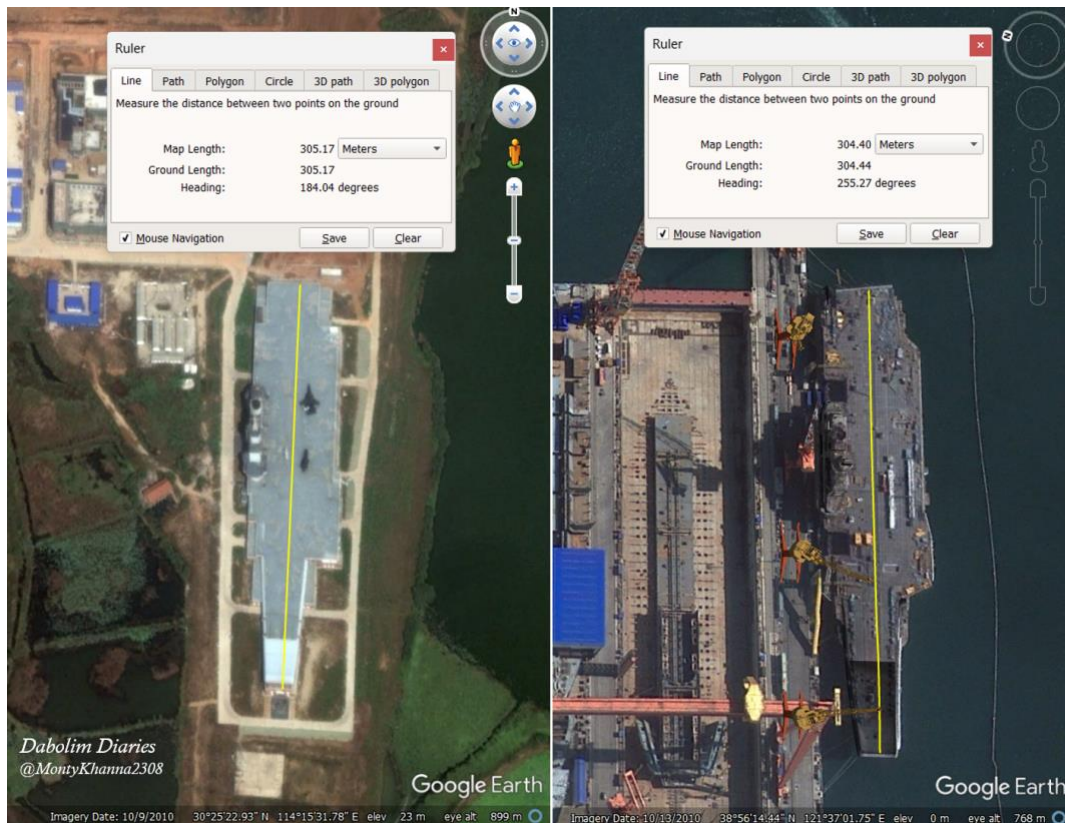 N
Ruler
Line Path Polygon Circle 3D path 3D polygon
Measure the distance between two points on the ground
Map Length: 305.17 Meters
Ground Length: 305.17
Heading: 184.04 degrees
Mouse Navigation Save Clear
Dabolim Diaries
@MontyKhanna2308
Google Earth
Imagery Date: 10/9/2010 30°25'22.93" N 114°15'31.78" E elev 23 m eye alt 899 m
N
Ruler
Line Path Polygon Circle 3D path 3D polygon
Measure the distance between two points on the ground
Map Length: 304.40 Meters
Ground Length: 304.44
Heading: 255.27 degrees
Mouse Navigation Save Clear
Google Earth
Imagery Date: 10/13/2010 38°56'14.44" N 121°37'01.75" E elev 0 m eye alt 768 m